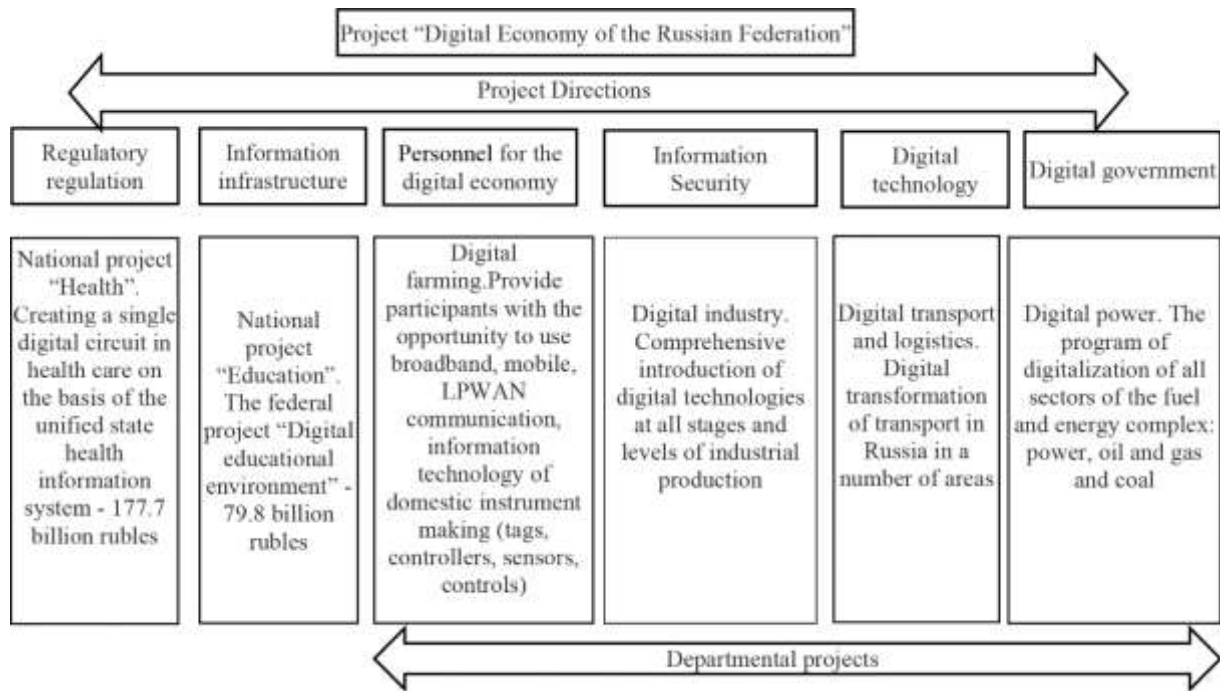 Project “Digital Economy of the Russian Federation”
Project Directions
Regulatory
regulation
Information
infrastructure
Personnel for the
digital economy
Information
Security
Digital
technology
Digital government
National project
“Health”.
Creating a single
digital circuit in
health care on
the basis of the
unified state
health
information
system - 177.7
billion rubles
National
project
“Education”.
The federal
project “Digital
educational
environment” -
79.8 billion
rubles
Digital
farming.Provide
participants with the
opportunity to use
broadband, mobile,
LPWAN
communication,
information
technology of
domestic instrument
making (tags,
controllers, sensors,
controls)
Digital industry.
Comprehensive
introduction of
digital technologies
at all stages and
levels of industrial
production
Digital transport
and logistics.
Digital
transformation
of transport in
Russia in a
number of areas
Digital power. The
program of
digitalization of all
sectors of the fuel
and energy complex:
power, oil and gas
and coal
Departmental projects